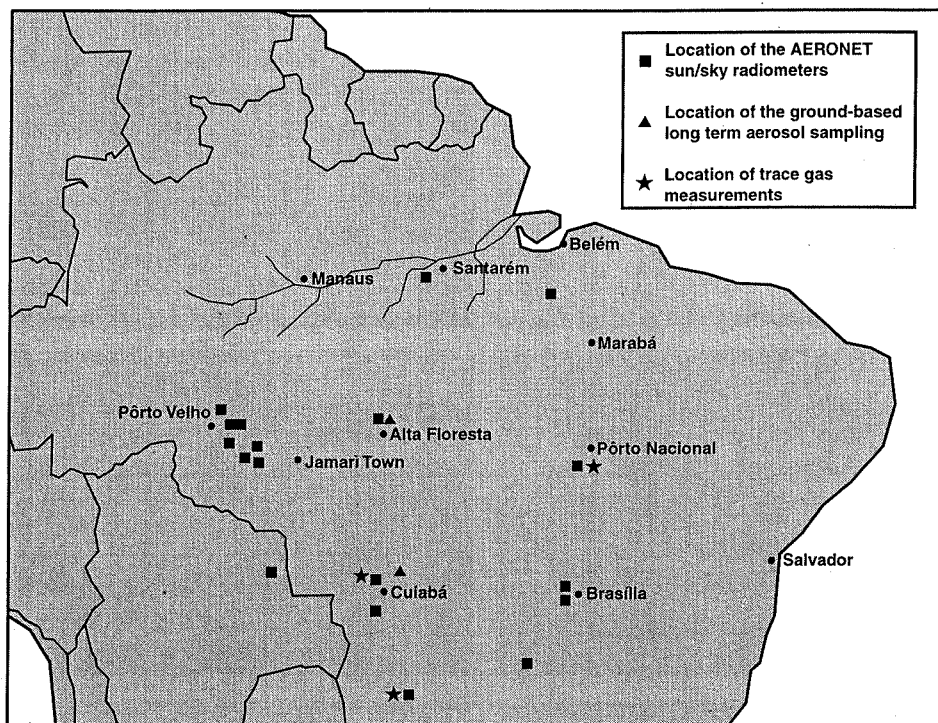 Location of the AERONET
sun/sky radiometers
Location of the ground-based
long term aerosol sampling
Location of trace gas
measurements
Belém
Santarém
Manaus
Marabá
Pôrto Velho
Alta Floresta
Pôrto Nacional
Jamari Town
Salvador
Cuiabá
Brasília